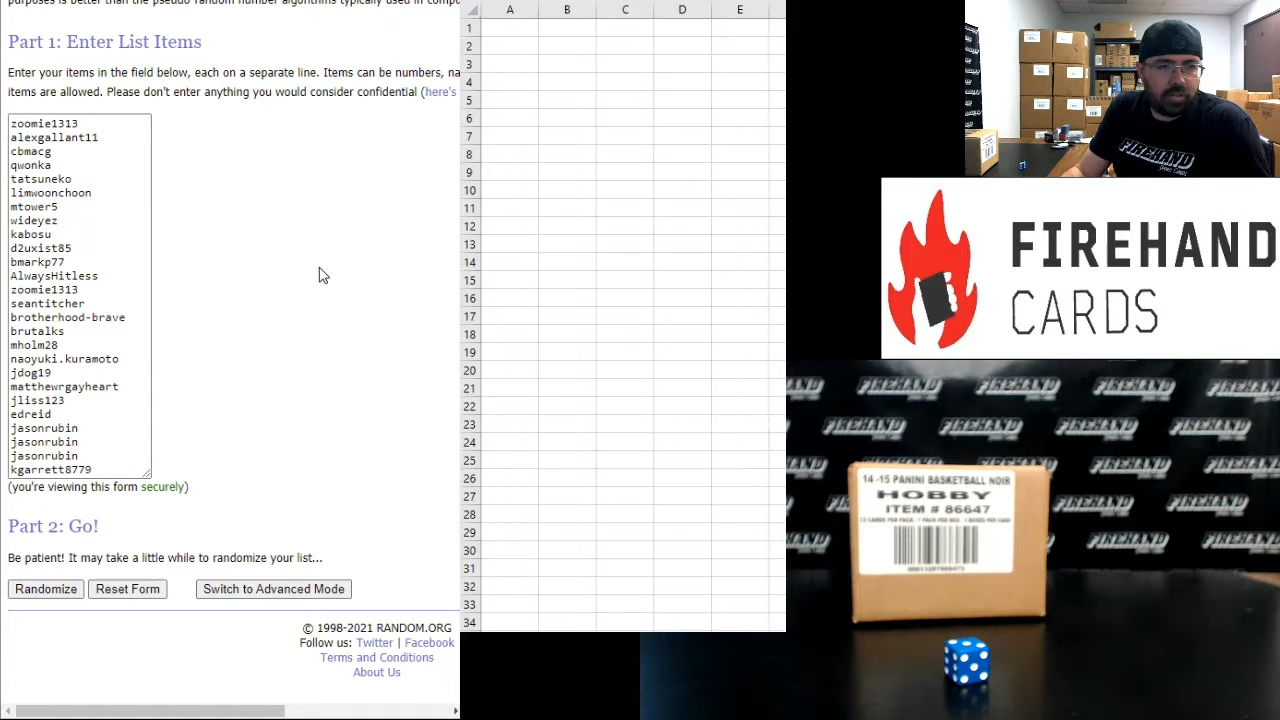 purposes is better than the pseudo random number algorithms typically used in comp
Part 1: Enter List Items
Enter your items in the field below, each on a separate line. Items can be numbers, na
items are allowed. Please don't enter anything you would consider confidential (here's
zoomie1313
alexgallant11
cbmacg
qwonka
tatsuneko
limwoonchoon
mtower5
wideyez
kabosu
d2uxist85
bmarkp77
AlwaysHitless
zoomie1313
seantitcher
brotherhood-brave
brutalks
mholm28
naoyuki.kuramoto
jdog19
matthewrgayheart
jliss123
edreid
jasonrubin
jasonrubin
jasonrubin
kgarrett8779
(you're viewing this form securely)
Part 2: Go!
Be patient! It may take a little while to randomize your list...
Randomize
Reset Form
Switch to Advanced Mode
© 1998-2021 RANDOM.ORG
Follow us: Twitter | Facebook
Terms and Conditions
About Us
A B C D E
1
2
3
4
5
6
7
8
9
10
11
12
13
14
15
16
17
18
19
20
21
22
23
24
25
26
27
28
29
30
31
32
33
34
FIREHAND
FIREHAND
CARDS
FIREHAND
FIREHAND
FIREHAND
FIREHAND
14-15 PANINI BASKETBALL NOIR
HOBBY
ITEM # 86647